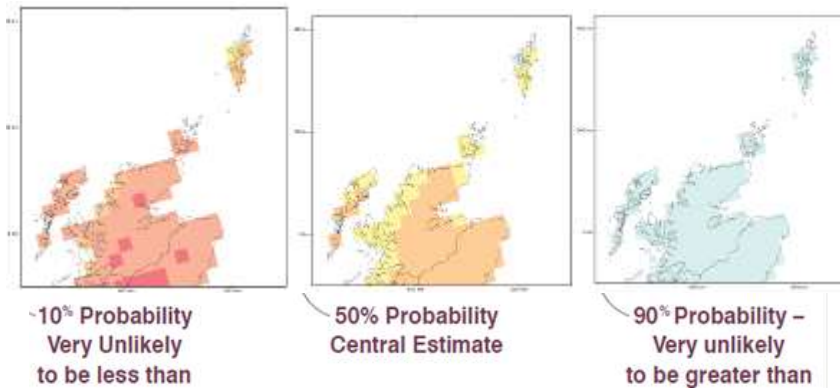 10% Probability
Very Unlikely
to be less than
50% Probability
Central Estimate
90% Probability –
Very unlikely
to be greater than